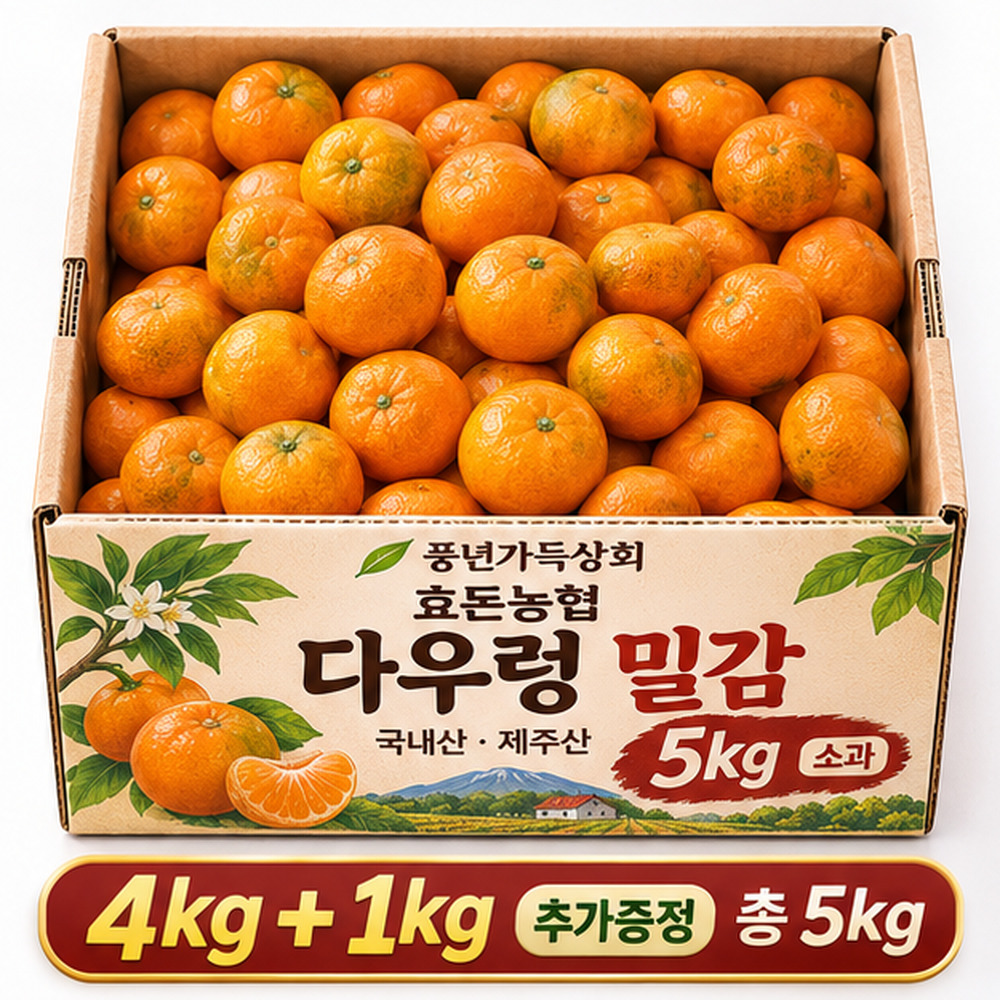 풍년가득상회
효돈농협
다우렁 밀감
국내산 · 제주산
5kg 소과
4kg + 1kg 추가증정 총 5kg